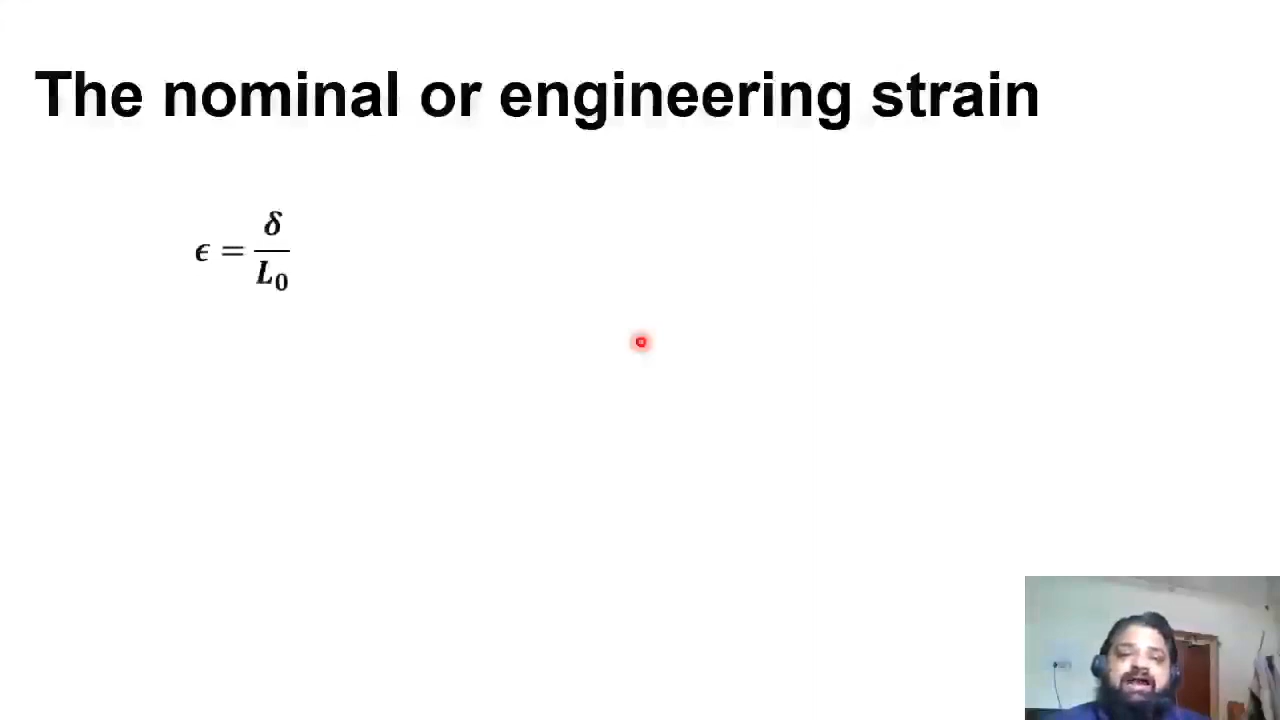 The nominal or engineering strain
ϵ = δ / L₀